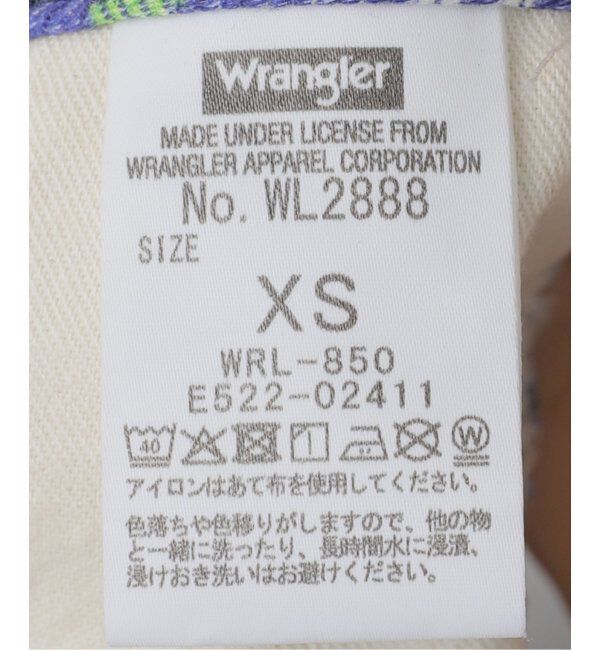 Wrangler
MADE UNDER LICENSE FROM
WRANGLER APPAREL CORPORATION
No. WL2888
SIZE
XS
WRL-850
E522-02411
40 W
アイロンはあて布を使用してください。
色落ちや色移りがしますので、他の物
と一緒に洗ったり、長時間水に浸漬、
浸けおき洗いはお避けください。